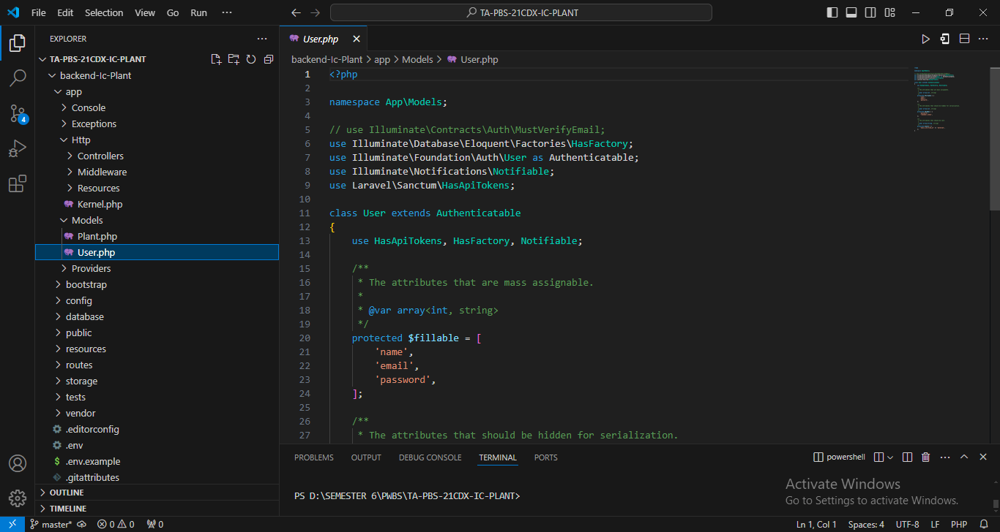 File Edit Selection View Go Run ...
TA-PBS-21CDX-IC-PLANT
EXPLORER
TA-PBS-21CDX-IC-PLANT
backend-Ic-Plant
app
Console
Exceptions
Http
Controllers
Middleware
Resources
Kernel.php
Models
Plant.php
User.php
Providers
bootstrap
config
database
public
resources
routes
storage
tests
vendor
.editorconfig
.env
$ .env.example
.gitattributes
OUTLINE
TIMELINE
4
User.php
backend-Ic-Plant > app > Models > User.php
1 <?php
2
3 namespace App\Models;
4
5 // use Illuminate\Contracts\Auth\MustVerifyEmail;
6 use Illuminate\Database\Eloquent\Factories\HasFactory;
7 use Illuminate\Foundation\Auth\User as Authenticatable;
8 use Illuminate\Notifications\Notifiable;
9 use Laravel\Sanctum\HasApiTokens;
10
11 class User extends Authenticatable
12 {
13 use HasApiTokens, HasFactory, Notifiable;
14
15 /**
16 * The attributes that are mass assignable.
17 *
18 * @var array<int, string>
19 */
20 protected $fillable = [
21 'name',
22 'email',
23 'password',
24 ];
25
26 /**
27 * The attributes that should be hidden for serialization.
PROBLEMS OUTPUT DEBUG CONSOLE TERMINAL PORTS
powershell
PS D:\SEMESTER 6\PWBS\TA-PBS-21CDX-IC-PLANT>
Activate Windows
Go to Settings to activate Windows.
master* 0 0 0
Ln 1, Col 1 Spaces: 4 UTF-8 LF PHP